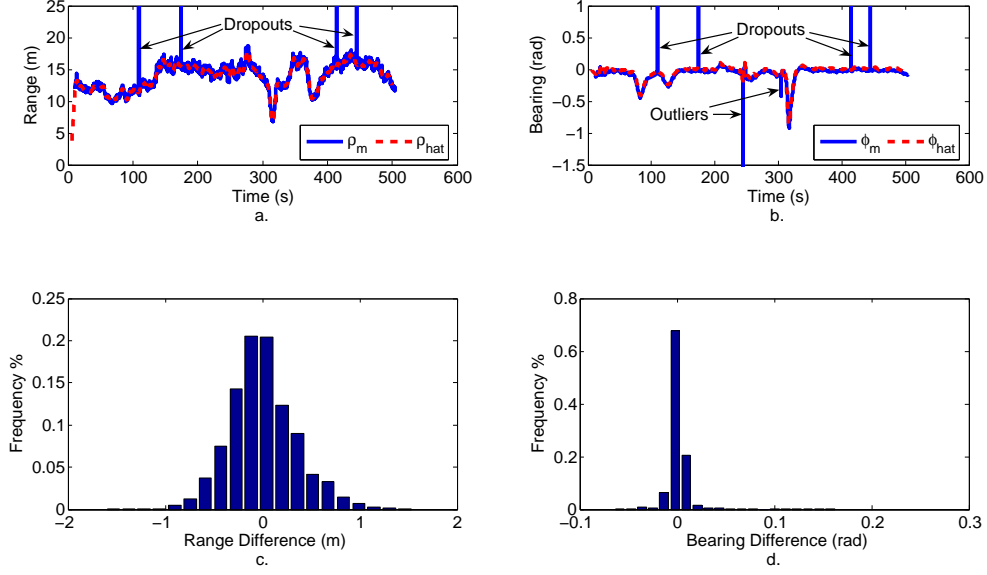 25
20
15
10
5
0
Range (m)
Dropouts
ρm
ρhat
0
100
200
300
400
500
600
Time (s)
a.
1
0.5
0
−0.5
−1
−1.5
Bearing (rad)
Dropouts
Outliers
ϕm
ϕhat
0
100
200
300
400
500
600
Time (s)
b.
0.25
0.2
0.15
0.1
0.05
0
Frequency %
−2
−1
0
1
2
Range Difference (m)
c.
0.8
0.6
0.4
0.2
0
Frequency %
−0.1
0
0.1
0.2
0.3
Bearing Difference (rad)
d.